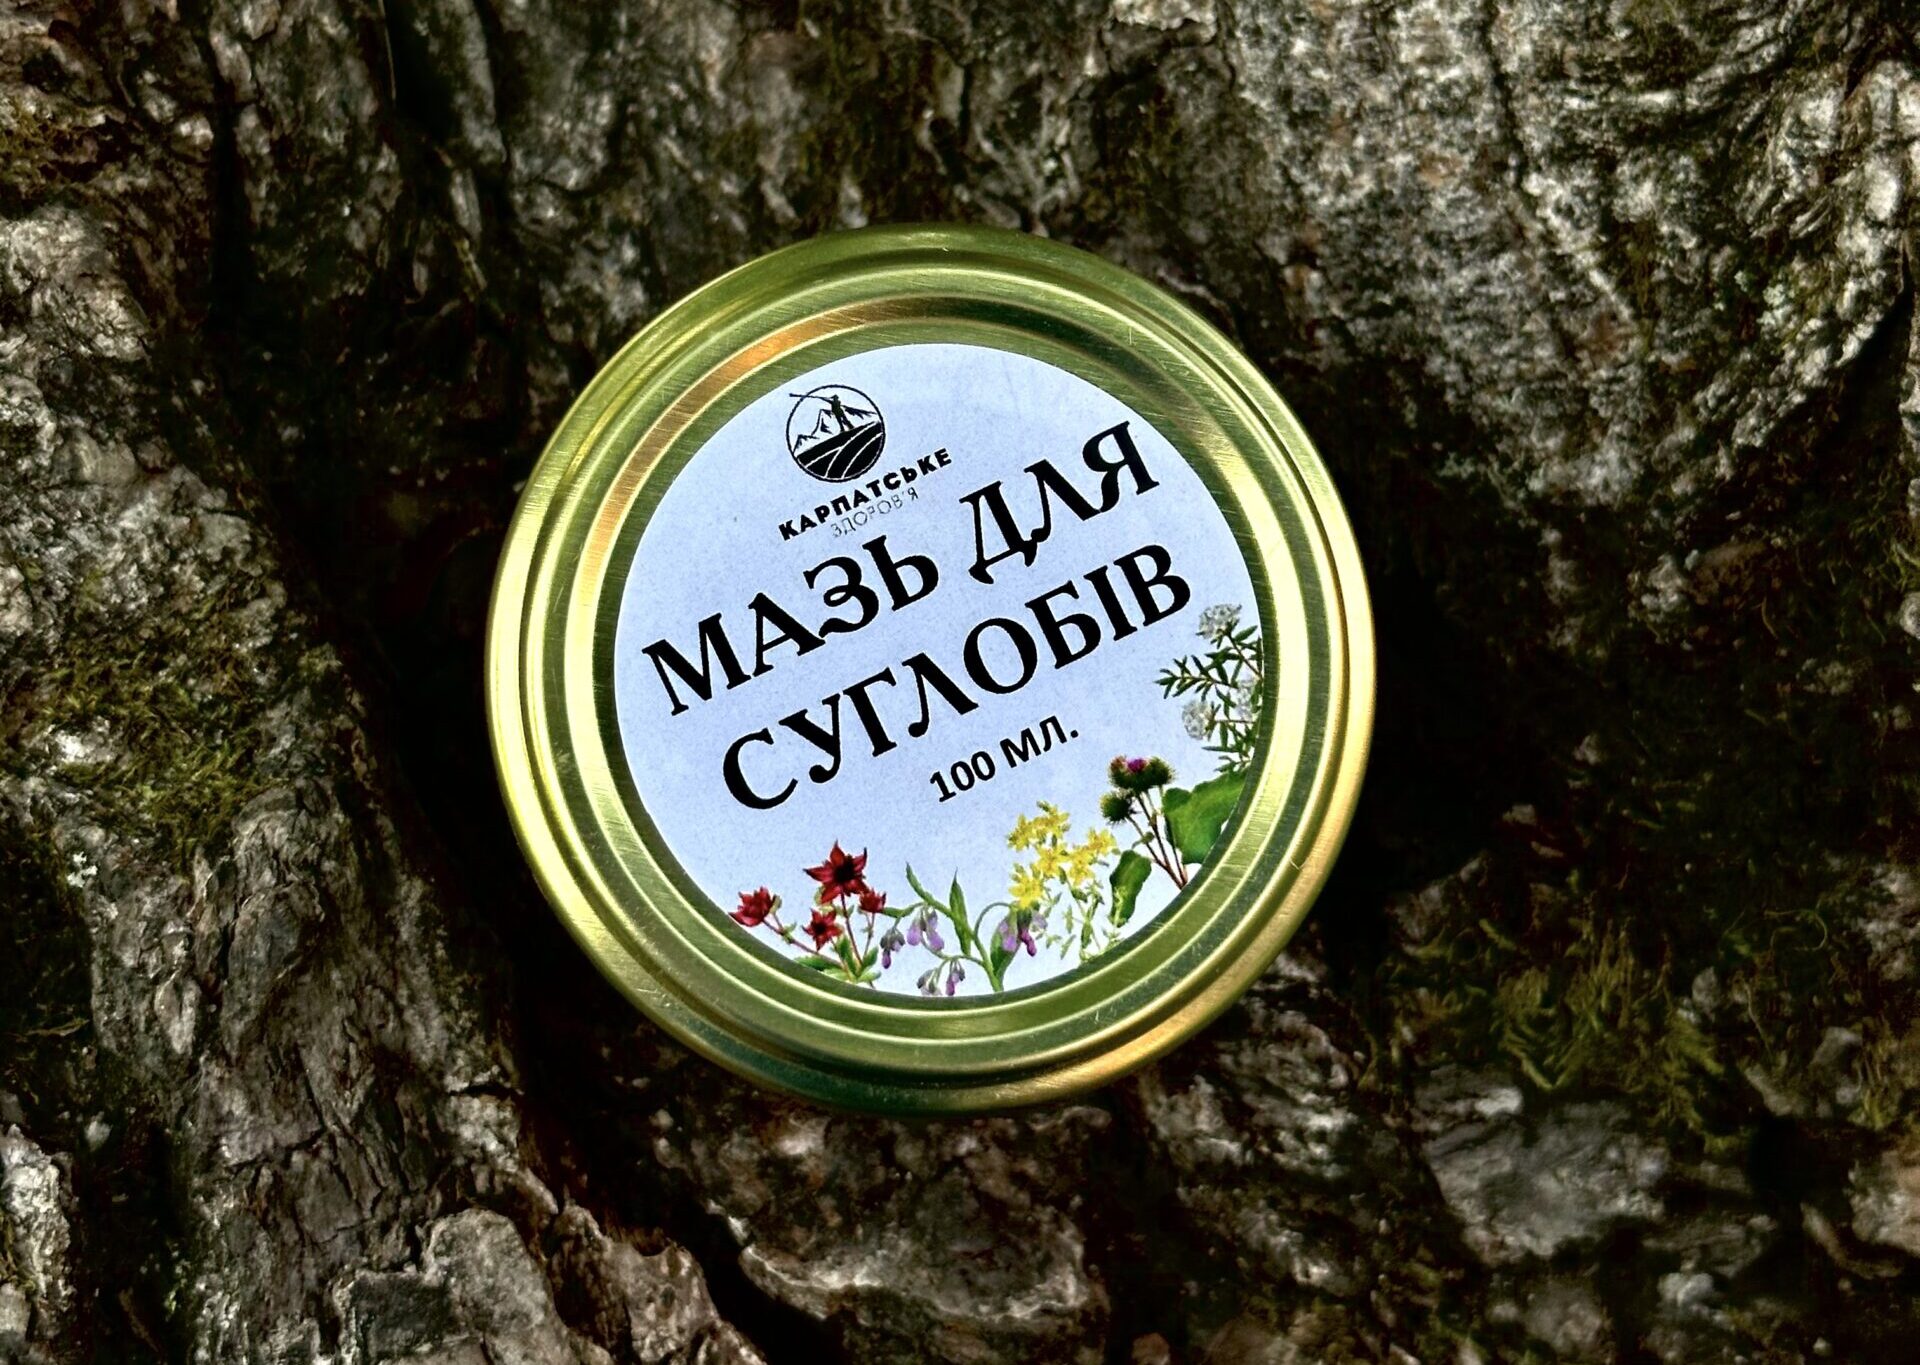 КАРПАТСЬКЕ
ЗДОРОВ'Я
МАЗЬ ДЛЯ
СУГЛОБІВ
100 МЛ.